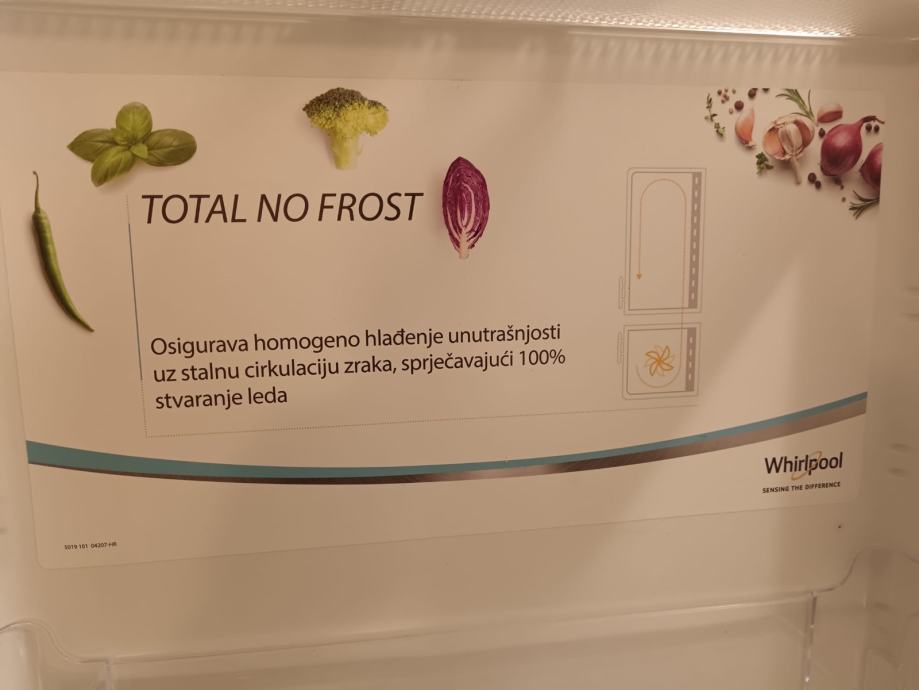 TOTAL NO FROST
Osigurava homogeno hlađenje unutrašnjosti
uz stalnu cirkulaciju zraka, sprječavajući 100%
stvaranje leda
Whirlpool
SENSING THE DIFFERENCE
5019 101 04207-HR